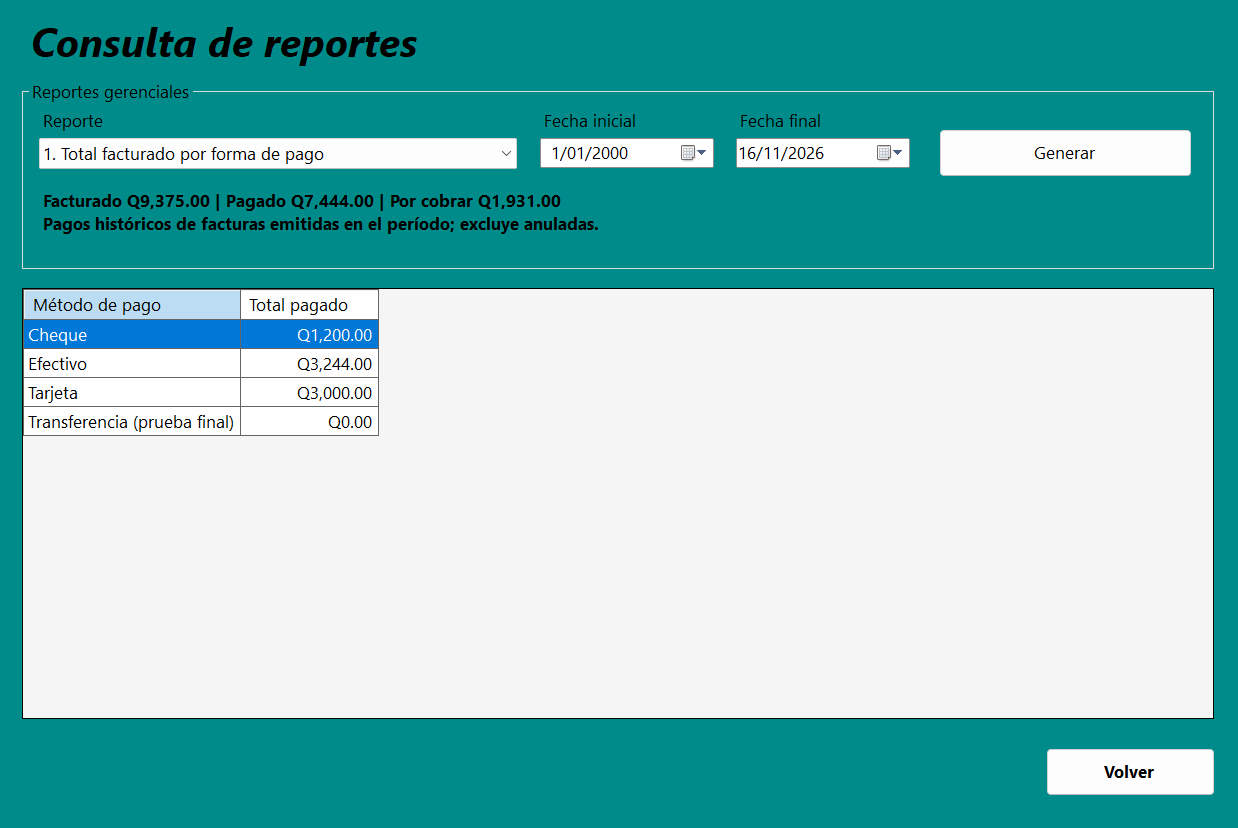 Consulta de reportes
Reportes gerenciales
Reporte
Fecha inicial
Fecha final
1. Total facturado por forma de pago
1/01/2000
16/11/2026
Generar
Facturado Q9,375.00 | Pagado Q7,444.00 | Por cobrar Q1,931.00
Pagos históricos de facturas emitidas en el período; excluye anuladas.
Método de pago Total pagado
Cheque Q1,200.00
Efectivo Q3,244.00
Tarjeta Q3,000.00
Transferencia (prueba final) Q0.00
Volver